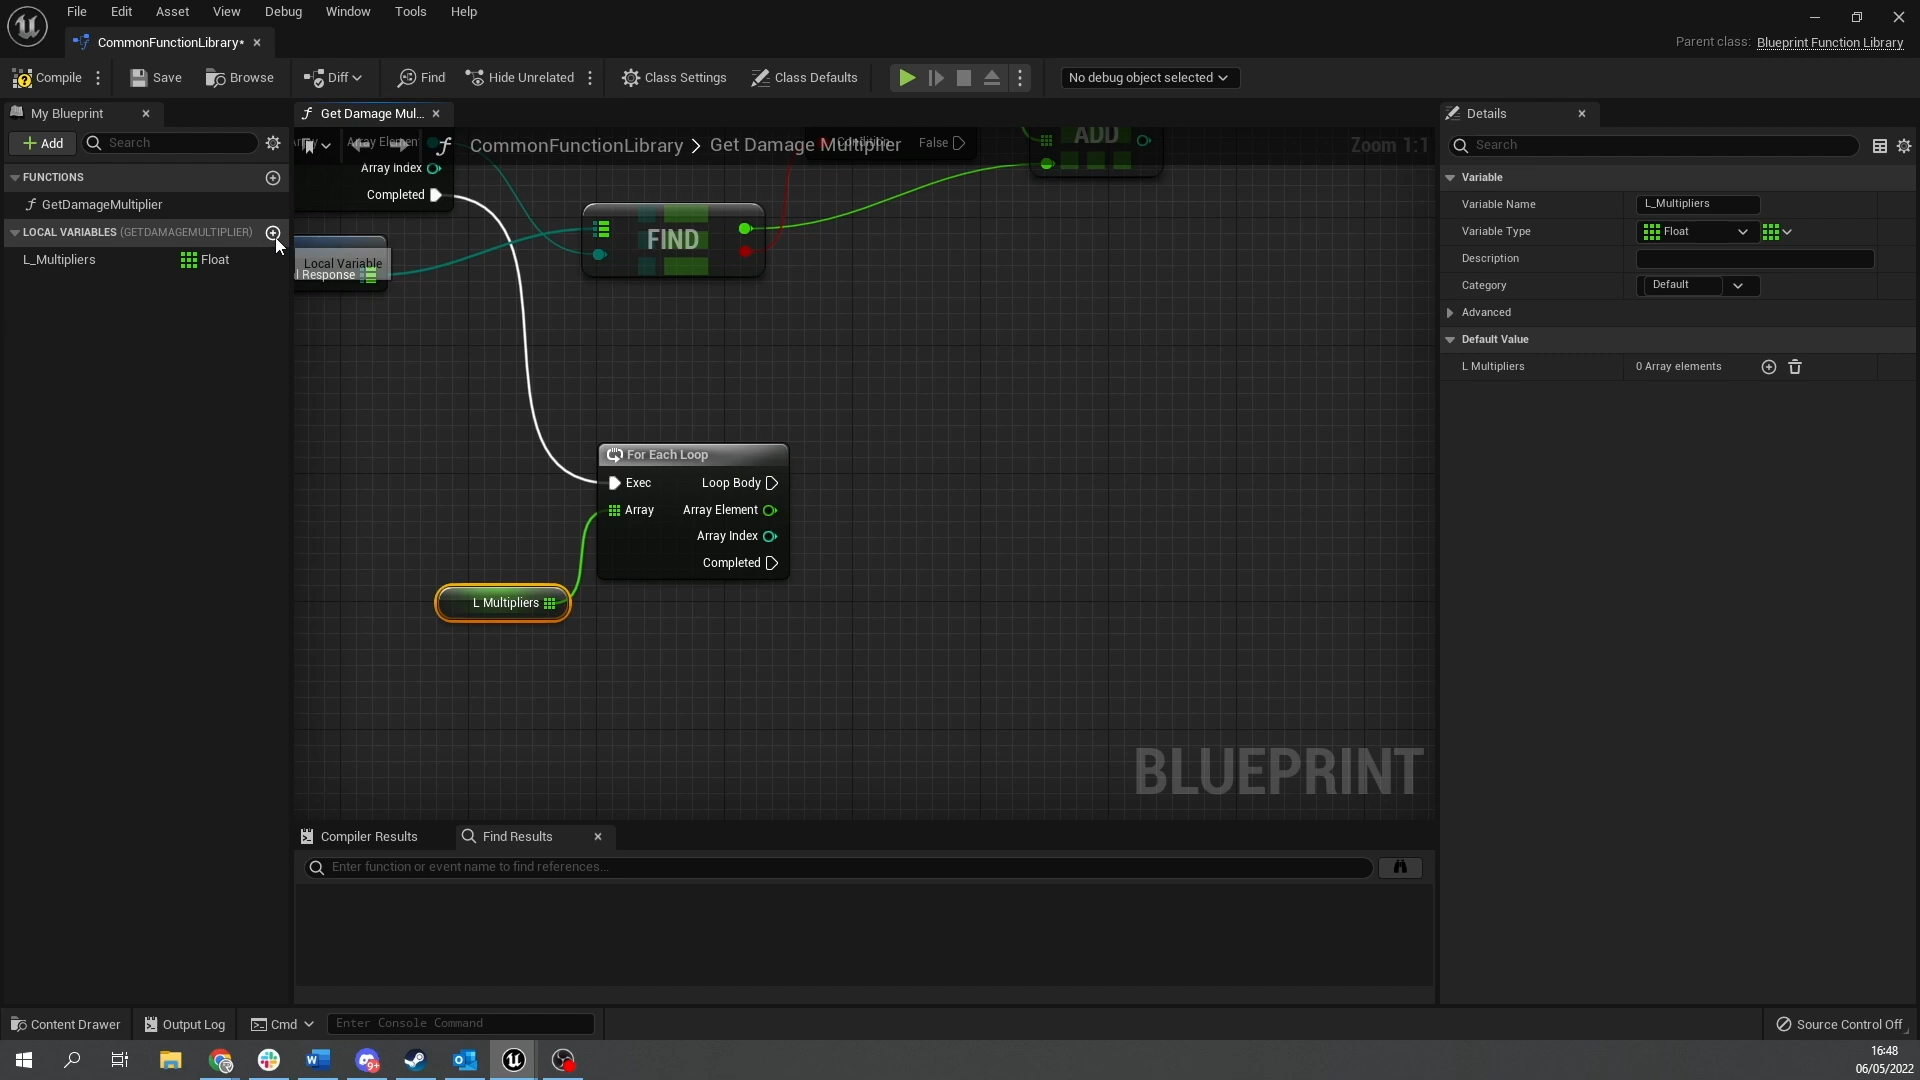 File Edit Asset View Debug Window Tools Help
CommonFunctionLibrary*
Parent class: Blueprint Function Library
Compile Save Browse Diff Find Hide Unrelated Class Settings Class Defaults No debug object selected
My Blueprint
Get Damage Mul...
Details
Add Search
Array Element
CommonFunctionLibrary > Get Damage Multiplier
Condition False
ADD
Zoom 1:1
Search
FUNCTIONS
Array Index
Variable
GetDamageMultiplier
Completed
Variable Name L_Multipliers
LOCAL VARIABLES (GETDAMAGEMULTIPLIER)
FIND
Variable Type Float
L_Multipliers Float
Local Variable
l Response
Description
Category Default
Advanced
Default Value
L Multipliers 0 Array elements
For Each Loop
Exec Loop Body
Array Array Element
Array Index
Completed
L Multipliers
BLUEPRINT
Compiler Results Find Results
Enter function or event name to find references...
Content Drawer Output Log Cmd Enter Console Command Source Control Off
9+
16:48
06/05/2022